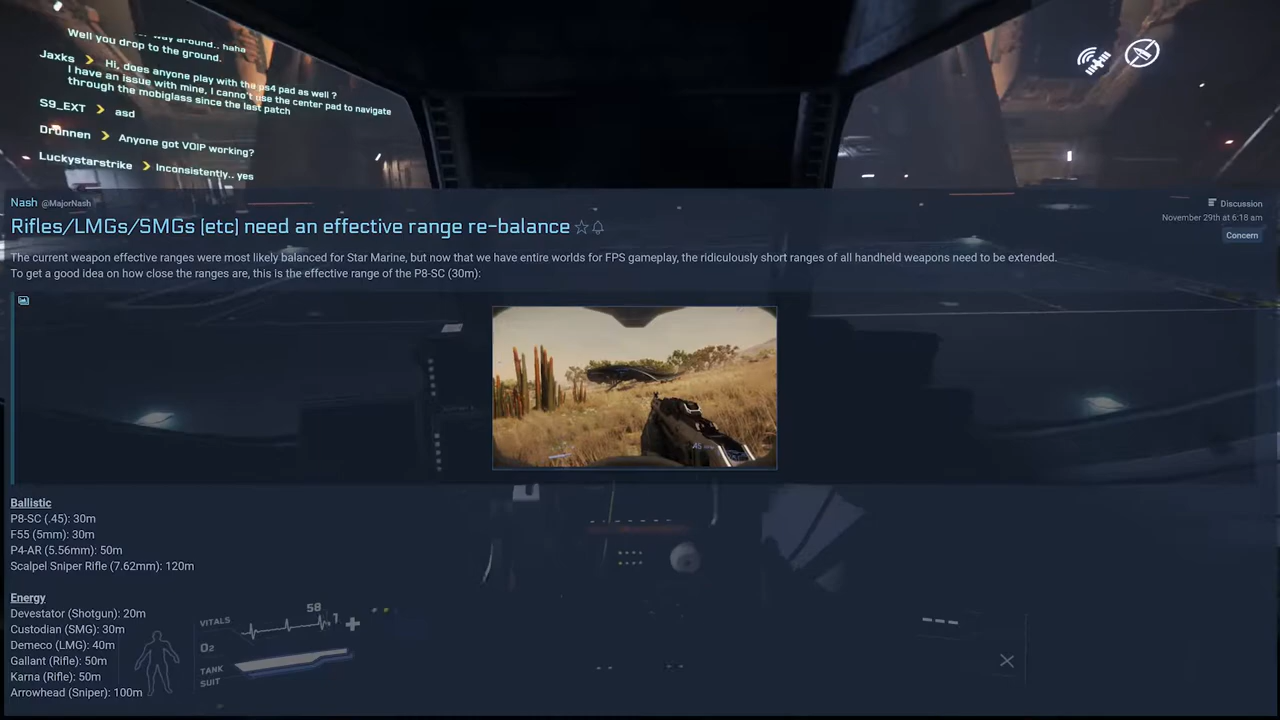 way around.. haha
Well you drop to the ground.
Jaxks > Hi, does anyone play with the ps4 pad as well ?
I have an issue with mine, I canno't use the center pad to navigate
through the mobiglass since the last patch
S9_EXT > asd
Drunnen > Anyone got VOIP working?
Luckystarstrike > Inconsistently.. yes
Nash @MajorNash
Discussion
November 29th at 6:18 am
Rifles/LMGs/SMGs (etc) need an effective range re-balance
Concern
The current weapon effective ranges were most likely balanced for Star Marine, but now that we have entire worlds for FPS gameplay, the ridiculously short ranges of all handheld weapons need to be extended.
To get a good idea on how close the ranges are, this is the effective range of the P8-SC (30m):
Ballistic
P8-SC (.45): 30m
F55 (5mm): 30m
P4-AR (5.56mm): 50m
Scalpel Sniper Rifle (7.62mm): 120m
Energy
Devestator (Shotgun): 20m
Custodian (SMG): 30m
Demeco (LMG): 40m
Gallant (Rifle): 50m
Karna (Rifle): 50m
Arrowhead (Sniper): 100m
VITALS
58
1
O2
TANK
SUIT